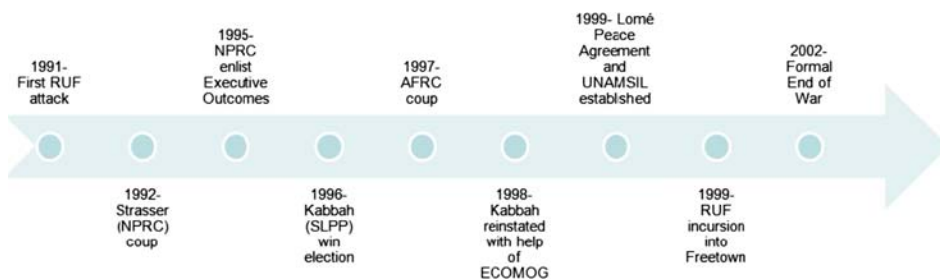 1991-
First RUF
attack
1992-
Strasser
(NPRC)
coup
1995-
NPRC
enlist
Executive
Outcomes
1996-
Kabbah
(SLPP)
win
election
1997-
AFRC
coup
1998-
Kabbah
reinstated
with help
of
ECOMOG
1999- Lomé
Peace
Agreement
and
UNAMSIL
established
1999-
RUF
incursion
into
Freetown
2002-
Formal
End of
War